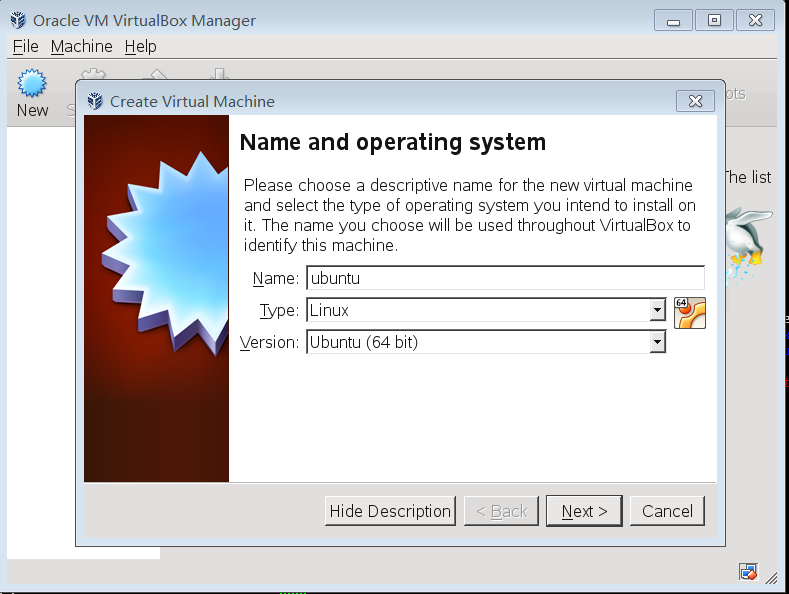 Oracle VM VirtualBox Manager
File Machine Help
New
Create Virtual Machine
Name and operating system
Please choose a descriptive name for the new virtual machine
and select the type of operating system you intend to install on
it. The name you choose will be used throughout VirtualBox to
identify this machine.
The list
Name: ubuntu
Type: Linux
64
Version: Ubuntu (64 bit)
Hide Description < Back Next > Cancel